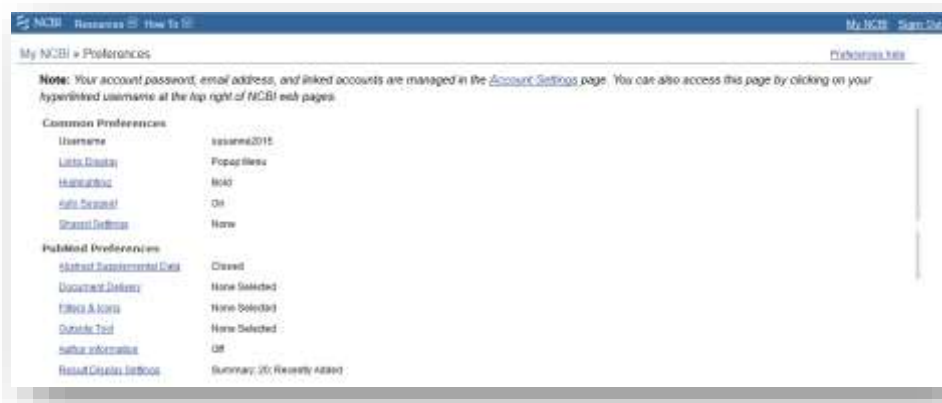 NCBI Resources How To My NCBI Sign Out
My NCBI » Preferences Preferences help
Note: Your account password, email address, and linked accounts are managed in the Account Settings page. You can also access this page by clicking on your
hyperlinked username at the top right of NCBI web pages.
Common Preferences
Username susanne2015
Links Display Popup Menu
Highlighting Bold
Auto Suggest On
Shared Settings None
PubMed Preferences
Abstract Supplemental Data Closed
Document Delivery None Selected
Filters & Icons None Selected
Outside Tool None Selected
Author Information Off
Result Display Settings Summary; 20; Recently Added